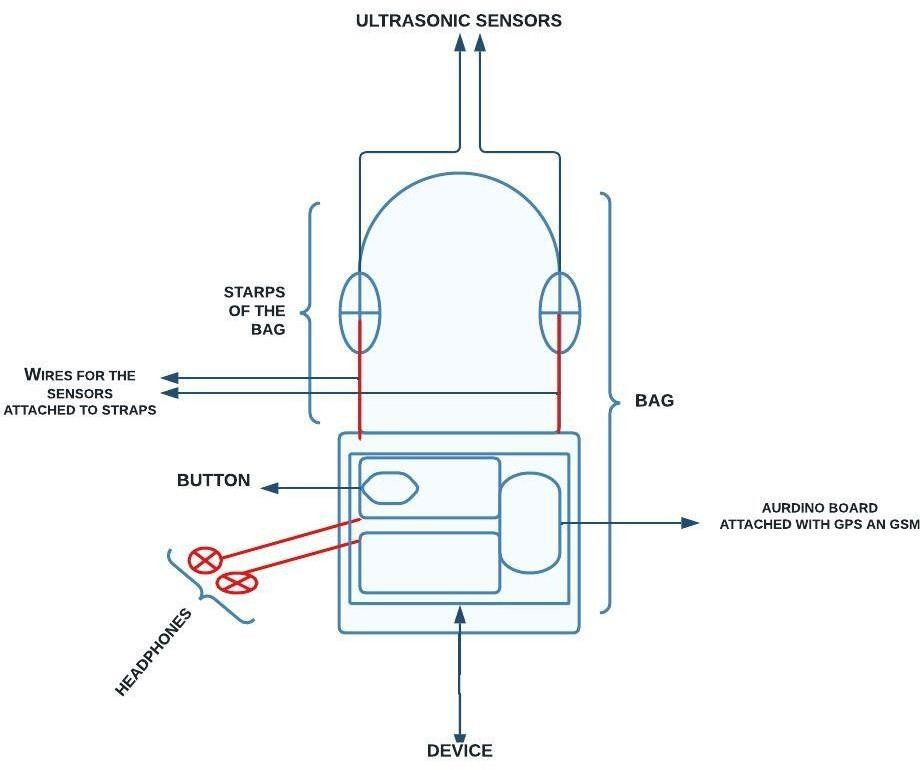 ULTRASONIC SENSORS
STARPS
OF THE
BAG
WIRES FOR THE
SENSORS
ATTACHED TO STRAPS
BAG
BUTTON
AURDINO BOARD
ATTACHED WITH GPS AN GSM
HEADPHONES
DEVICE